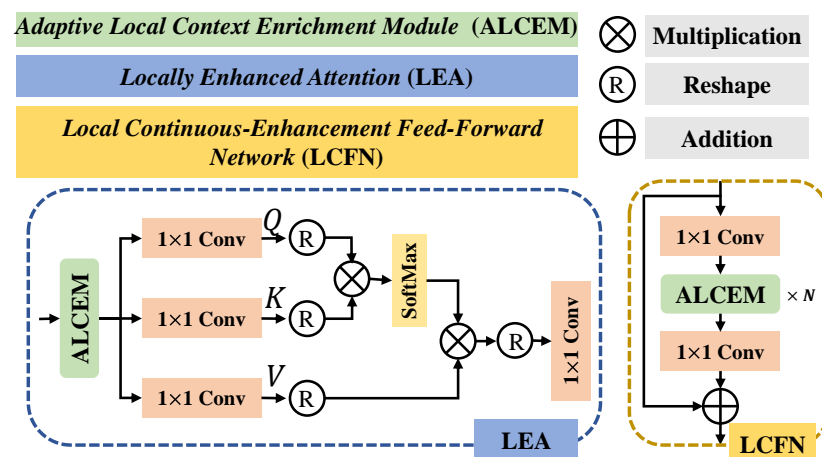 Adaptive Local Context Enrichment Module (ALCEM)
Locally Enhanced Attention (LEA)
Local Continuous-Enhancement Feed-Forward
Network (LCFN)
Multiplication
R
Reshape
Addition
ALCEM
1×1 Conv
Q
R
1×1 Conv
K
R
1×1 Conv
V
R
SoftMax
R
1×1 Conv
LEA
1×1 Conv
ALCEM
× N
1×1 Conv
LCFN